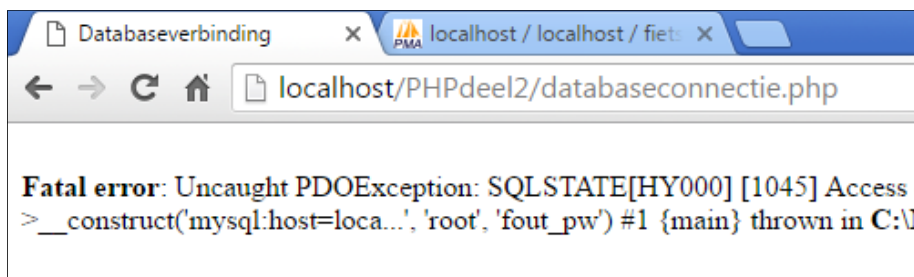 Databaseverbinding
PMA localhost / localhost / fiets
localhost/PHPdeel2/databaseconnectie.php
Fatal error: Uncaught PDOException: SQLSTATE[HY000] [1045] Access
>__construct('mysql:host=loca...', 'root', 'fout_pw') #1 {main} thrown in C:\